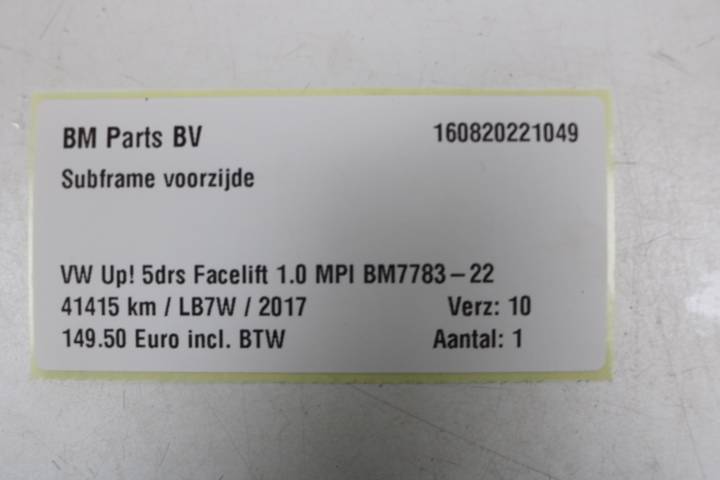 BM Parts BV 160820221049
Subframe voorzijde
VW Up! 5drs Facelift 1.0 MPI BM7783-22
41415 km / LB7W / 2017 Verz: 10
149.50 Euro incl. BTW Aantal: 1